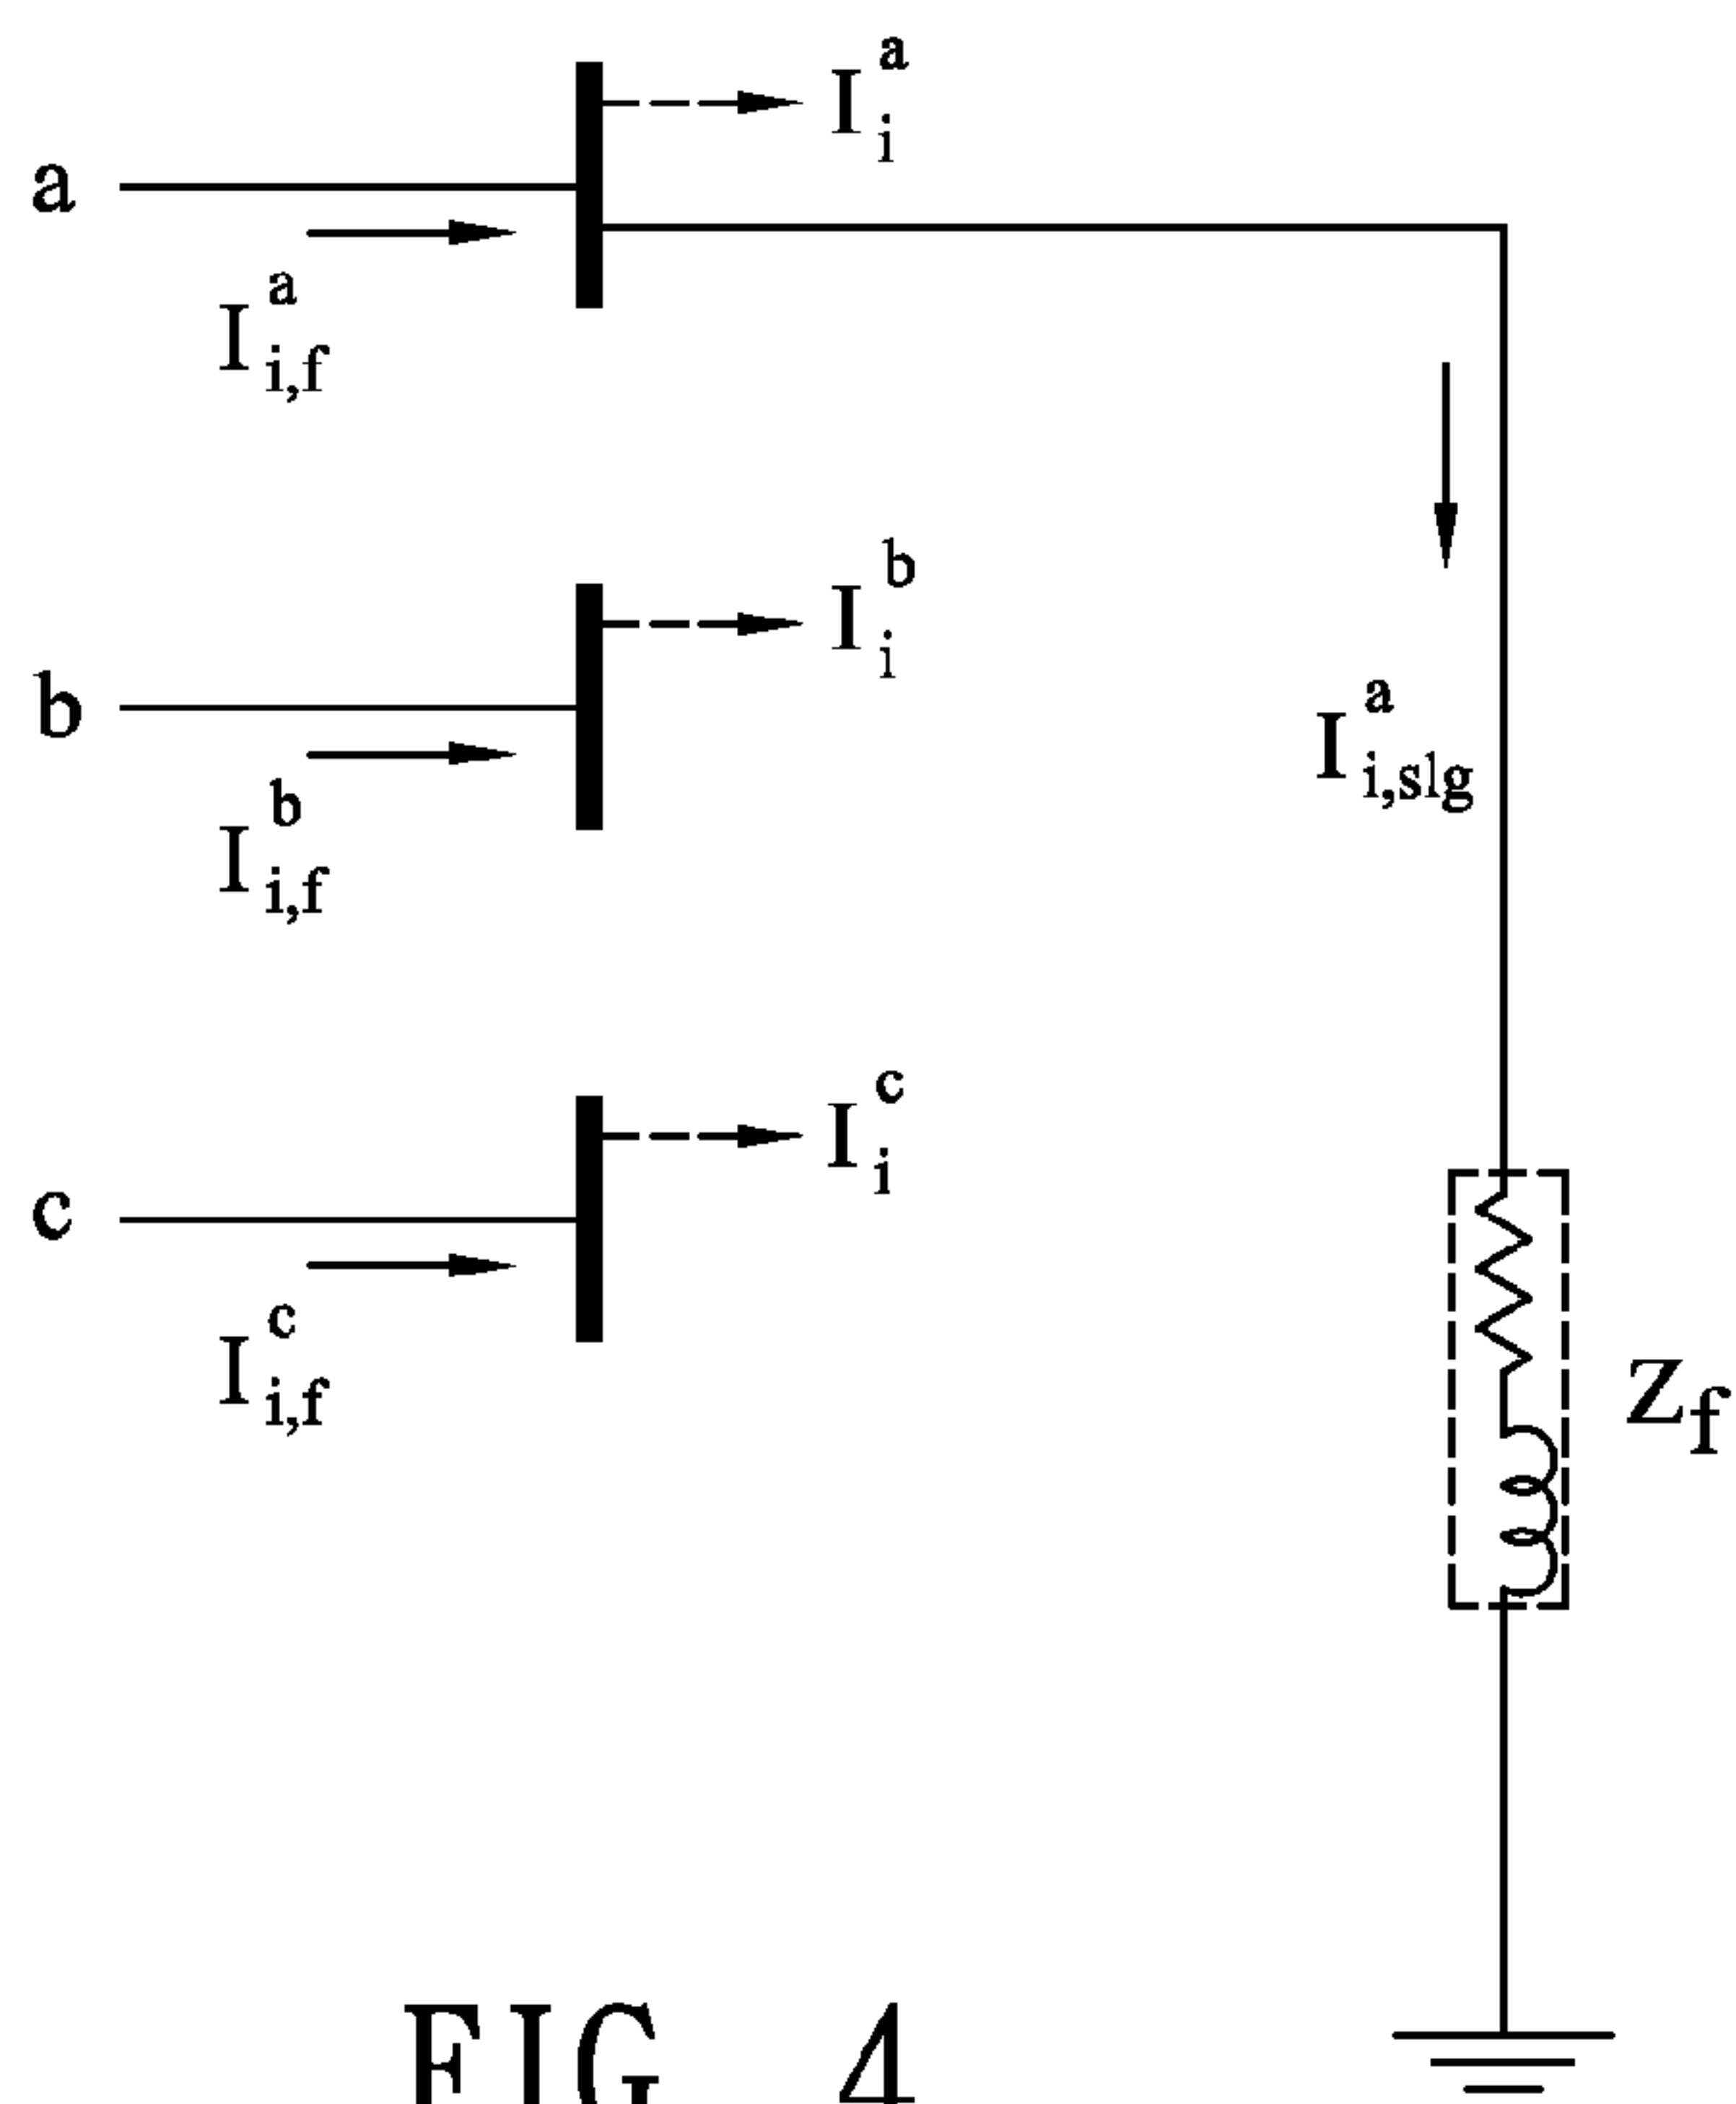 I_i^a
a
I_{i,f}^a
I_i^b
b
I_{i,slg}^a
I_{i,f}^b
I_i^c
c
I_{i,f}^c
Z_f
FIG 4